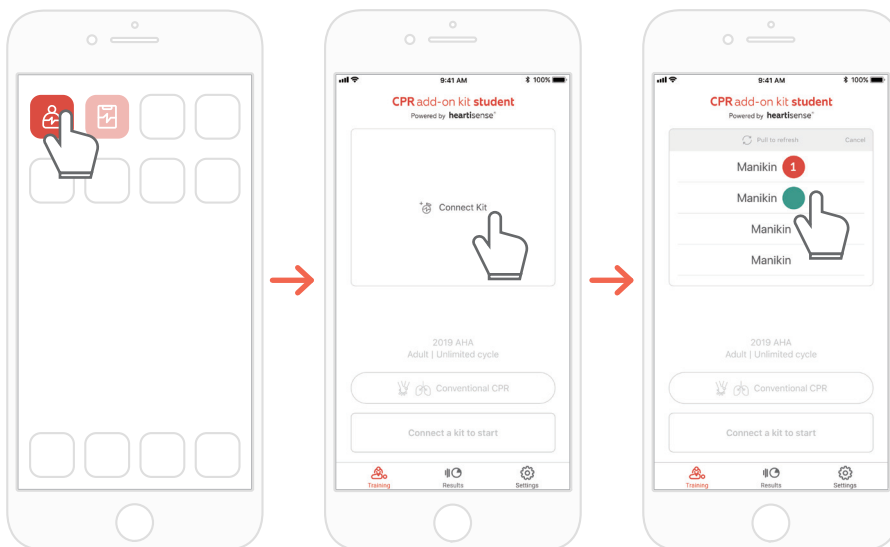 9:41 AM
100%
CPR add-on kit student
Powered by heartisense
Connect Kit
2019 AHA
Adult | Unlimited cycle
Conventional CPR
Connect a kit to start
Training
Results
Settings
9:41 AM
100%
CPR add-on kit student
Powered by heartisense
Pull to refresh
Cancel
Manikin 1
Manikin
Manikin
Manikin
2019 AHA
Adult | Unlimited cycle
Conventional CPR
Connect a kit to start
Training
Results
Settings